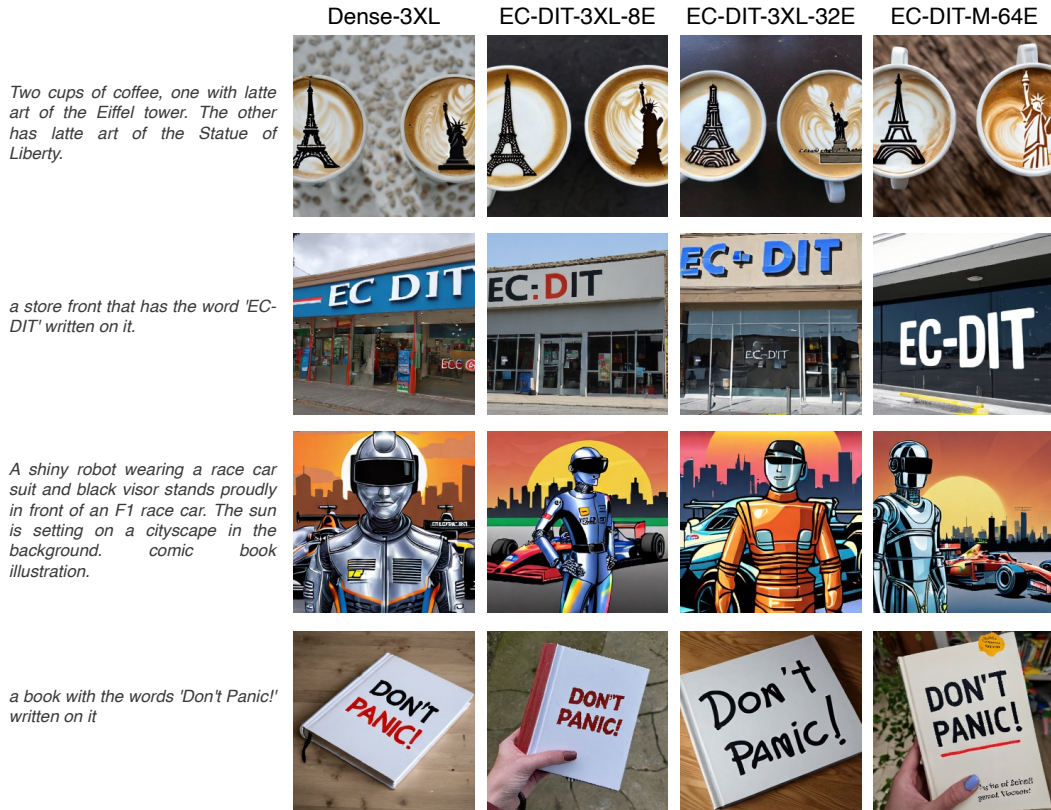 Dense-3XL EC-DIT-3XL-8E EC-DIT-3XL-32E EC-DIT-M-64E
Two cups of coffee, one with latte
art of the Eiffel tower. The other
has latte art of the Statue of
Liberty.
a store front that has the word 'EC-
DIT' written on it.
EC DIT
EC:DIT
EC+ DIT
EC-DIT
EC-DIT
A shiny robot wearing a race car
suit and black visor stands proudly
in front of an F1 race car. The sun
is setting on a cityscape in the
background. comic book
illustration.
a book with the words 'Don't Panic!'
written on it
DON'T
PANIC!
DON'T
PANIC!
Don't
PANIC!
DON'T
PANIC!